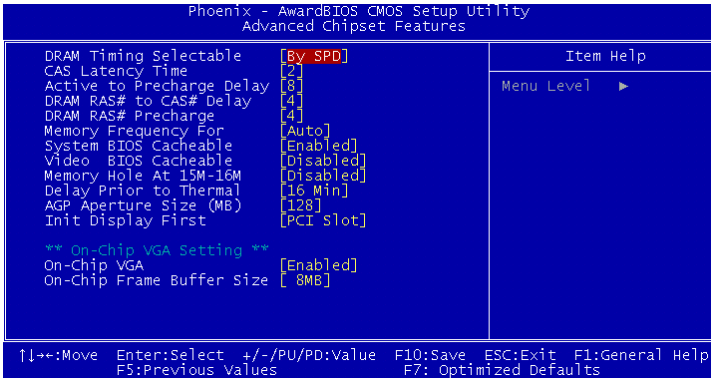 Phoenix - AwardBIOS CMOS Setup Utility
Advanced Chipset Features
DRAM Timing Selectable [By SPD]
CAS Latency Time [2]
Active to Precharge Delay [8]
DRAM RAS# to CAS# Delay [4]
DRAM RAS# Precharge [4]
Memory Frequency For [Auto]
System BIOS Cacheable [Enabled]
Video BIOS Cacheable [Disabled]
Memory Hole At 15M-16M [Disabled]
Delay Prior to Thermal [16 Min]
AGP Aperture Size (MB) [128]
Init Display First [PCI Slot]
** On-Chip VGA Setting **
On-Chip VGA [Enabled]
On-Chip Frame Buffer Size [ 8MB]
Item Help
Menu Level ►
↑↓→←:Move Enter:Select +/-/PU/PD:Value F10:Save ESC:Exit F1:General Help
F5:Previous Values F7: Optimized Defaults